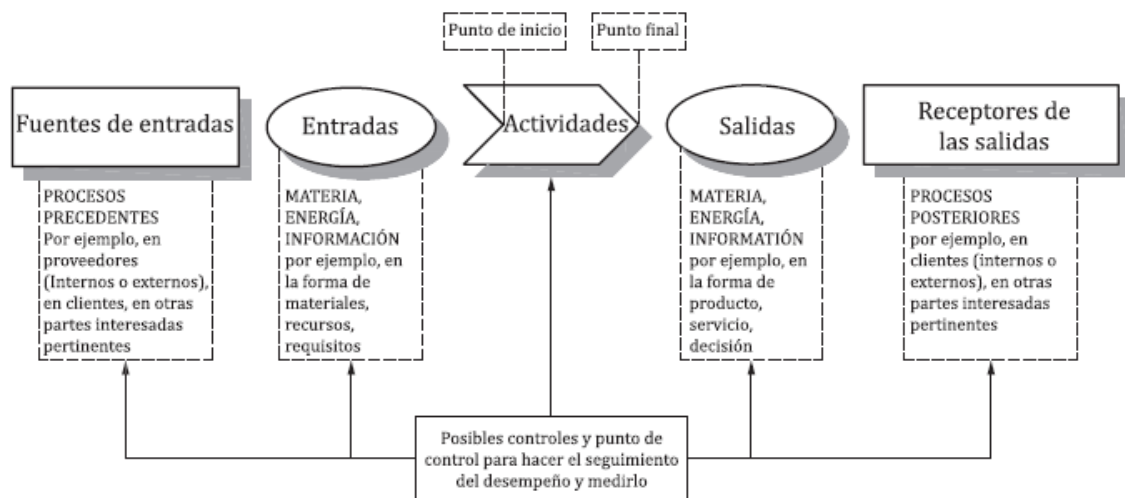 Punto de inicio
Punto final
Fuentes de entradas
Entradas
Actividades
Salidas
Receptores de
las salidas
PROCESOS
PRECEDENTES
Por ejemplo, en
proveedores
(Internos o externos),
en clientes, en otras
partes interesadas
pertinentes
MATERIA,
ENERGÍA,
INFORMACIÓN
por ejemplo, en
la forma de
materiales,
recursos,
requisitos
MATERIA,
ENERGÍA,
INFORMATIÓN
por ejemplo, en
la forma de
producto,
servicio,
decisión
PROCESOS
POSTERIORES
por ejemplo, en
clientes (internos o
externos), en otras
partes interesadas
pertinentes
Posibles controles y punto de
control para hacer el seguimiento
del desempeño y medirlo